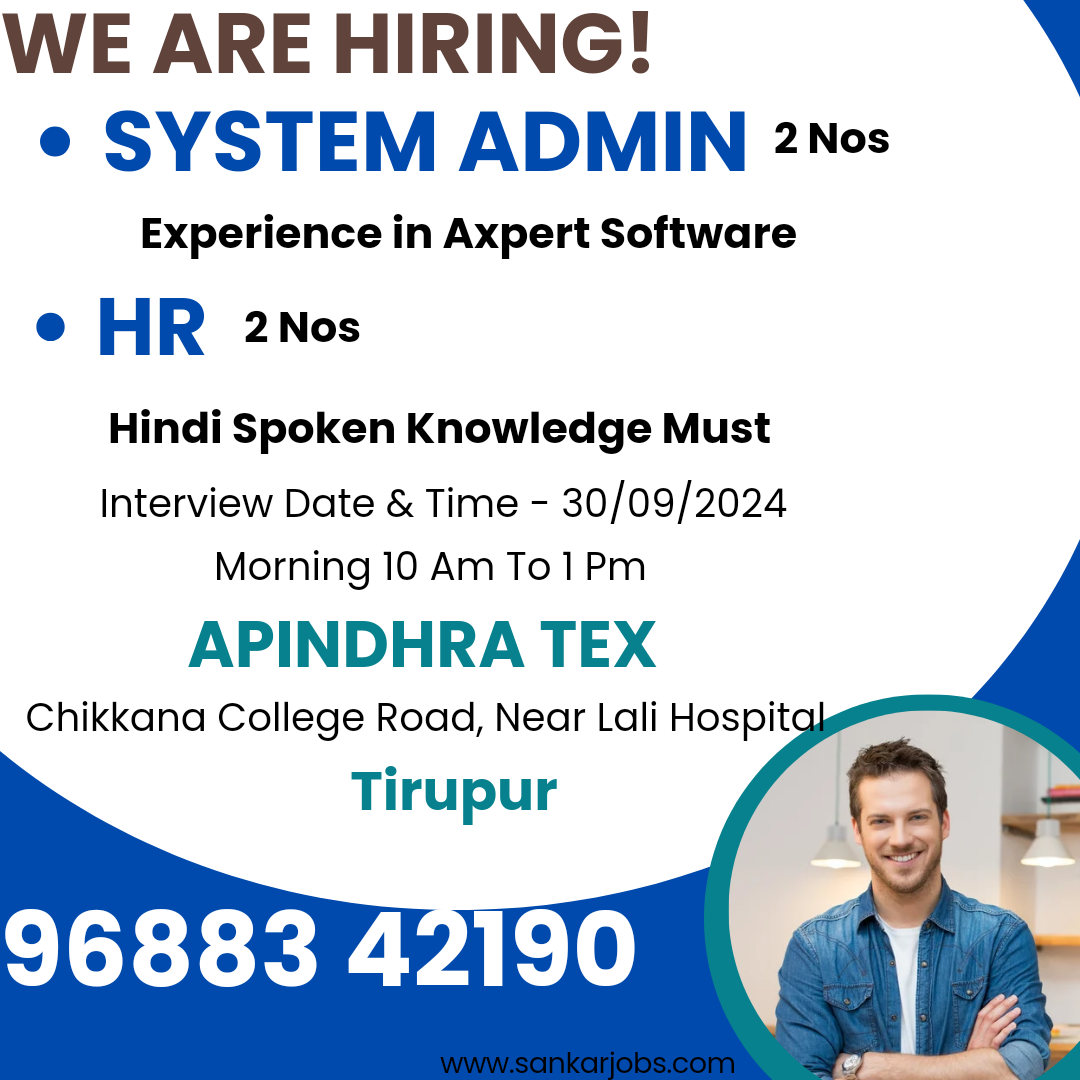 WE ARE HIRING!
• SYSTEM ADMIN 2 Nos
Experience in Axpert Software
• HR 2 Nos
Hindi Spoken Knowledge Must
Interview Date & Time - 30/09/2024
Morning 10 Am To 1 Pm
APINDHRA TEX
Chikkana College Road, Near Lali Hospital
Tirupur
96883 42190
www.sankarjobs.com